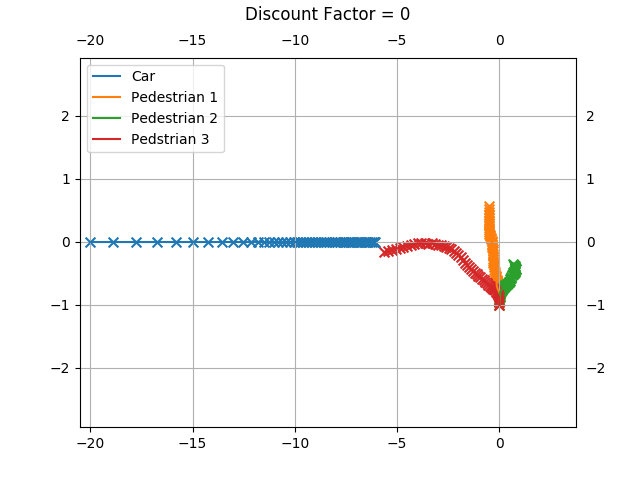 Discount Factor = 0
−20 −15 −10 −5 0
Car
Pedestrian 1
Pedestrian 2
Pedstrian 3
2 2
1 1
0 0
−1 −1
−2 −2
−20 −15 −10 −5 0